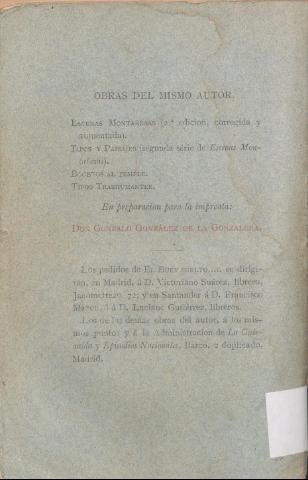 OBRAS DEL MISMO AUTOR.
ESCENAS MONTAÑESAS (2.ª edicion, corregida y
aumentada).
TIPOS Y PAISAJES (segunda série de Escenas Mon-
tañesas).
BOCETOS AL TEMPLE.
TIPOS TRASHUMANTES.
En preparacion para la imprenta:
DON GONZALO GONZÁLEZ DE LA GONZALERA.
Los pedidos de EL BUEY SUELTO.... se dirigi-
rán, en Madrid, á D. Victoriano Suárez, librero,
Jacometrezo 72; y en Santander á D. Francisco
Mazon, ó á D. Luciano Gutiérrez, libreros.
Los de las demás obras del autor, á los mis-
mos puntos y á la Administracion de La Guir-
nalda y Episodios Nacionales, Barco, 2 duplicado,
Madrid.